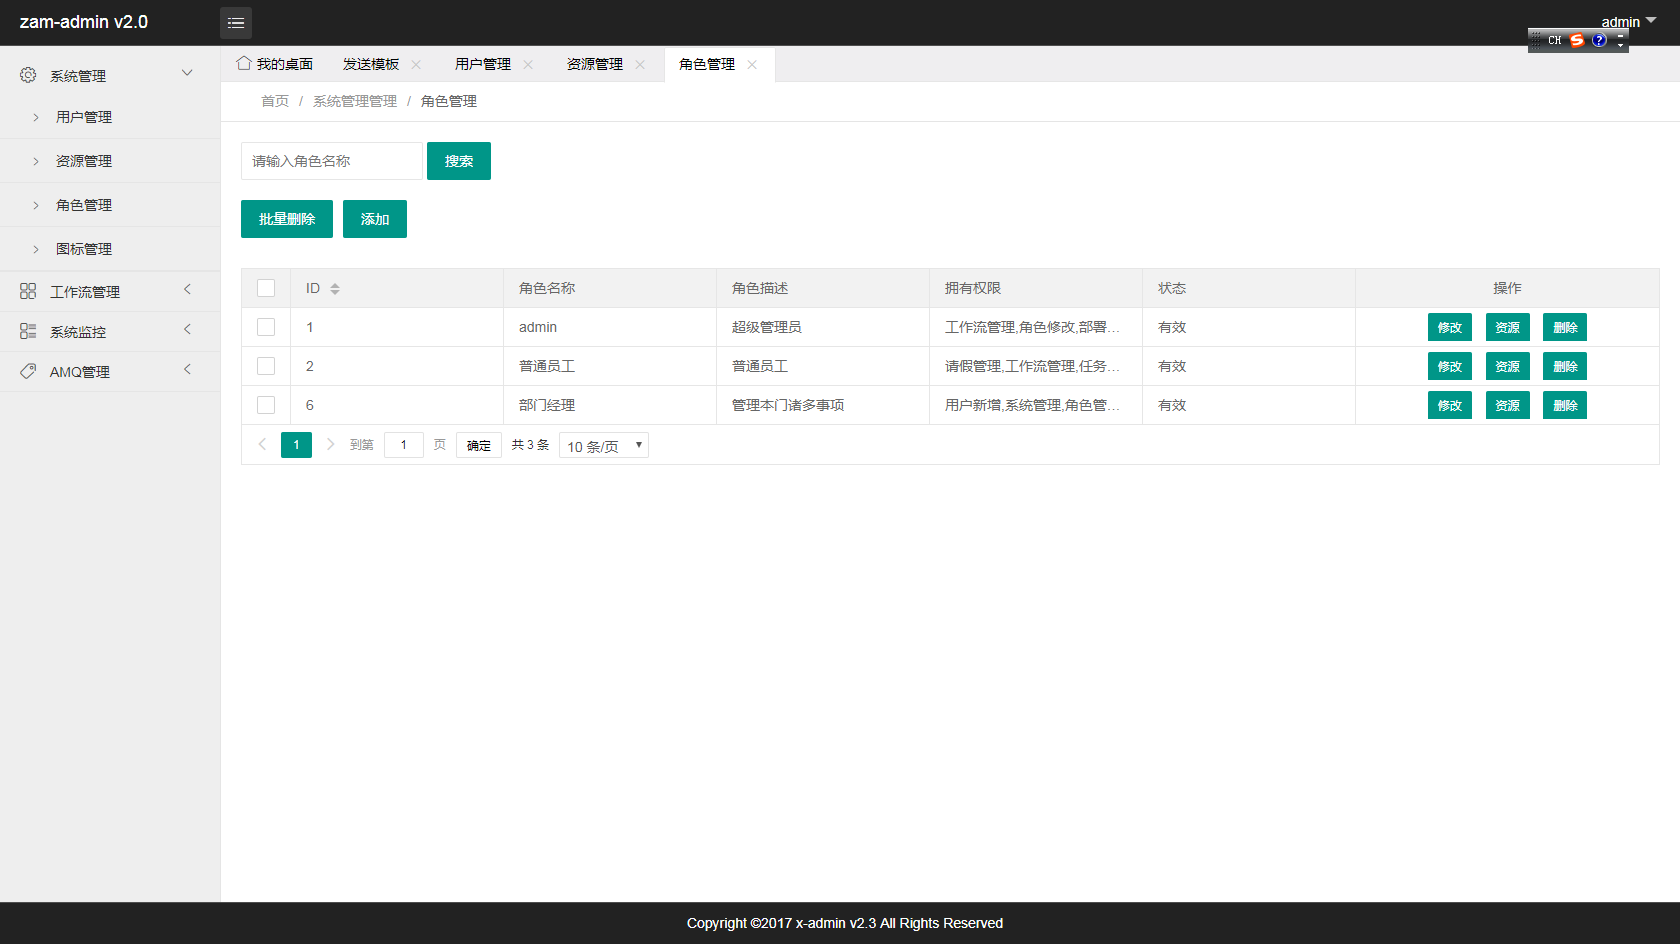 zam-admin v2.0
admin
CH
系统管理
用户管理
资源管理
角色管理
图标管理
工作流管理
系统监控
AMQ管理
我的桌面 发送模板 用户管理 资源管理 角色管理
首页 / 系统管理管理 / 角色管理
请输入角色名称 搜索
批量删除 添加
ID 角色名称 角色描述 拥有权限 状态 操作
1 admin 超级管理员 工作流管理,角色修改,部署... 有效 修改 资源 删除
2 普通员工 普通员工 请假管理,工作流管理,任务... 有效 修改 资源 删除
6 部门经理 管理本门诸多事项 用户新增,系统管理,角色管... 有效 修改 资源 删除
1 到第 1 页 确定 共 3 条 10 条/页
Copyright ©2017 x-admin v2.3 All Rights Reserved